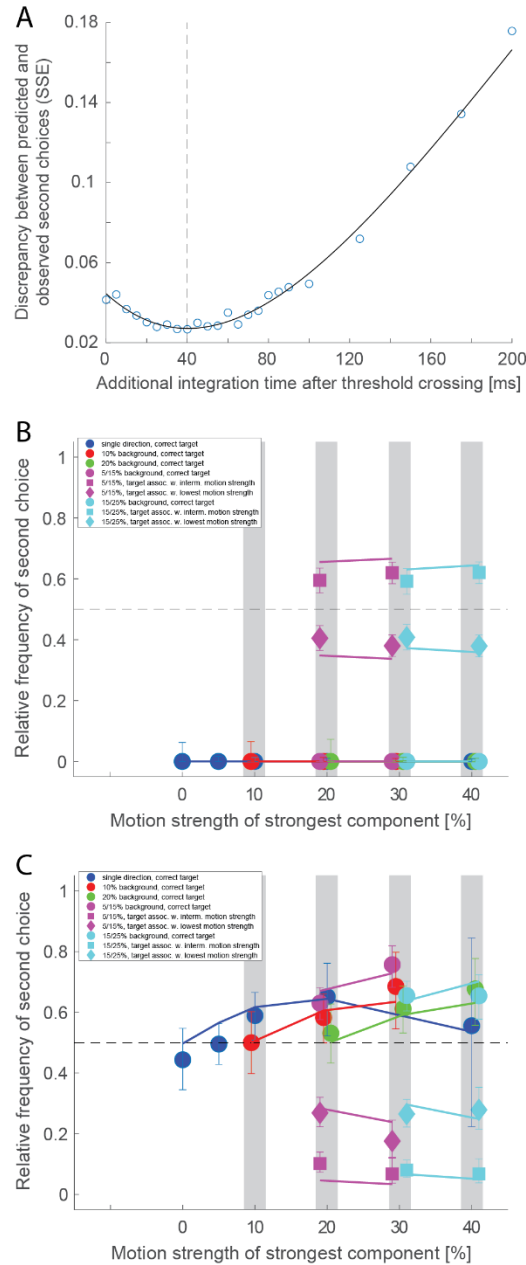 A
0.18
0.14
0.1
0.06
0.02
Discrepancy between predicted and
observed second choices (SSE)
0 40 80 120 160 200
Additional integration time after threshold crossing [ms]
B
single direction, correct target
10% background, correct target
20% background, correct target
5/15% background, correct target
5/15%, target assoc. w. interm. motion strength
5/15%, target assoc. w. lowest motion strength
15/25% background, correct target
15/25%, target assoc. w. interm. motion strength
15/25%, target assoc. w. lowest motion strength
1
0.8
0.6
0.4
0.2
0
Relative frequency of second choice
0 10 20 30 40
Motion strength of strongest component [%]
C
single direction, correct target
10% background, correct target
20% background, correct target
5/15% background, correct target
5/15%, target assoc. w. interm. motion strength
5/15%, target assoc. w. lowest motion strength
15/25% background, correct target
15/25%, target assoc. w. interm. motion strength
15/25%, target assoc. w. lowest motion strength
1
0.8
0.6
0.4
0.2
0
Relative frequency of second choice
0 10 20 30 40
Motion strength of strongest component [%]